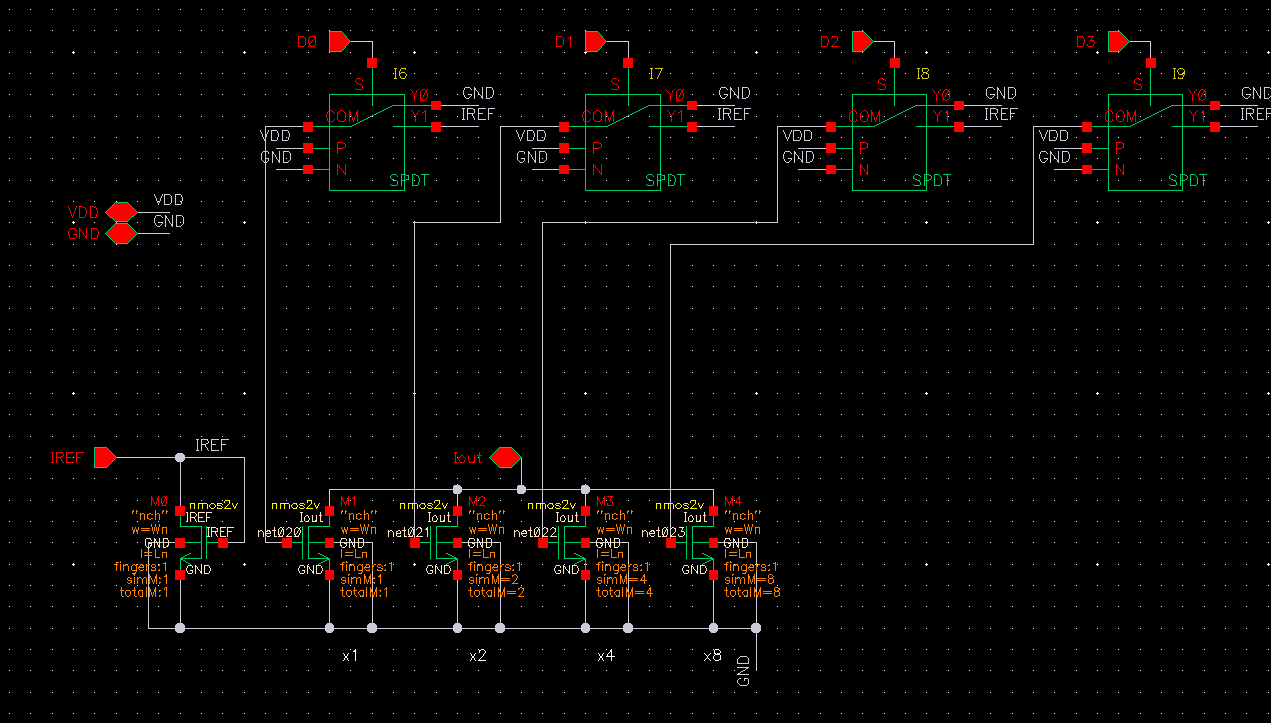 D0 D1 D2 D3
I6 I7 I8 I9
S S S S
Y0 GND Y0 GND Y0 GND Y0 GND
COM Y1 IREF COM Y1 IREF COM Y1 IREF COM Y1 IREF
VDD P VDD P VDD P VDD P
GND N GND N GND N GND N
SPDT SPDT SPDT SPDT
VDD VDD
GND GND
IREF IREF Iout
M0 nmos2v M1 nmos2v M2 nmos2v M3 nmos2v M4
"nch" IREF Iout "nch" Iout "nch" Iout "nch" Iout "nch"
w=Wn IREF net020 w=Wn net021 w=Wn net022 w=Wn net023 w=Wn
GND GND GND GND GND
l=Ln l=Ln l=Ln l=Ln l=Ln
fingers:1 GND GND fingers:1 GND fingers:1 GND fingers:1 GND fingers:1
simM:1 simM:1 simM=2 simM=4 simM=8
totalM:1 totalM:1 totalM=2 totalM=4 totalM=8
x1 x2 x4 x8
GND